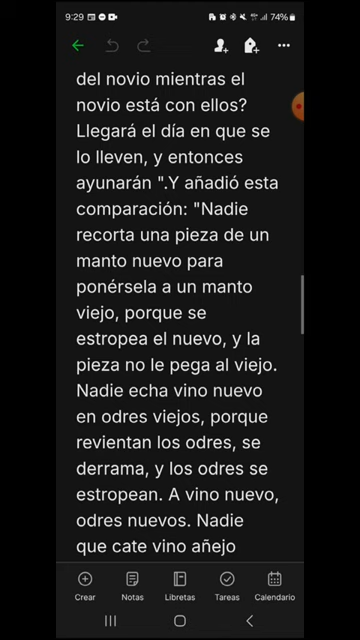 9:29 74%
del novio mientras el
novio está con ellos?
Llegará el día en que se
lo lleven, y entonces
ayunarán ".Y añadió esta
comparación: "Nadie
recorta una pieza de un
manto nuevo para
ponérsela a un manto
viejo, porque se
estropea el nuevo, y la
pieza no le pega al viejo.
Nadie echa vino nuevo
en odres viejos, porque
revientan los odres, se
derrama, y los odres se
estropean. A vino nuevo,
odres nuevos. Nadie
que cate vino añejo
Crear Notas Libretas Tareas Calendario